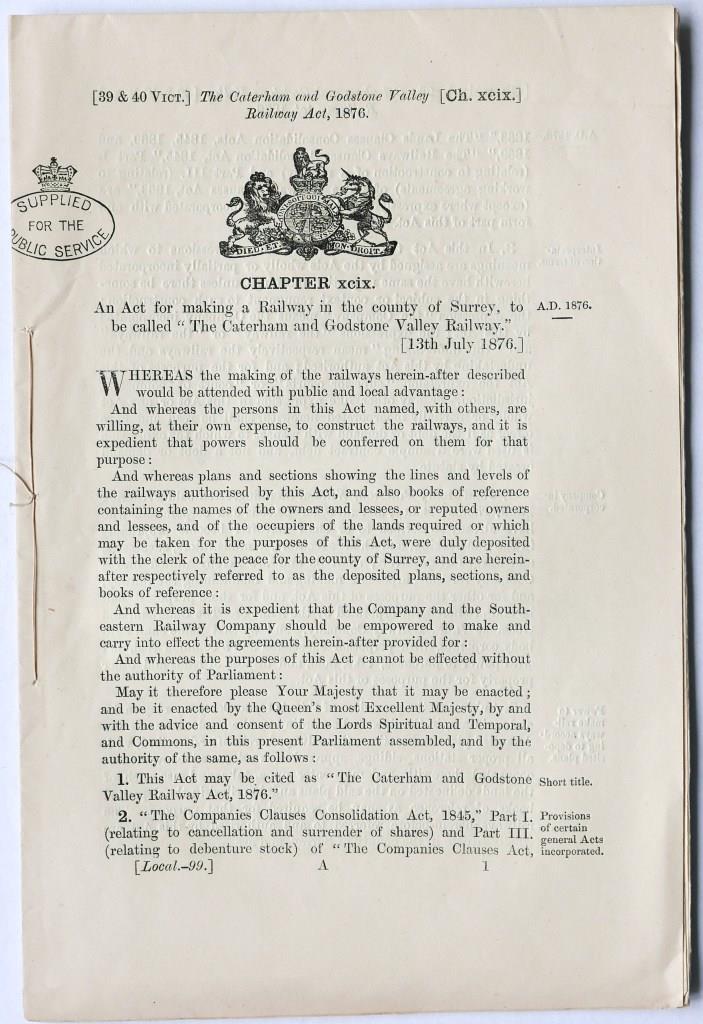 [39 & 40 VICT.] The Caterham and Godstone Valley [Ch. xcix.]
Railway Act, 1876.
SUPPLIED
FOR THE
PUBLIC SERVICE
DIEU ET MON DROIT
CHAPTER xcix.
An Act for making a Railway in the county of Surrey, to A.D. 1876.
be called “ The Caterham and Godstone Valley Railway.”
[13th July 1876.]
WHEREAS the making of the railways herein-after described
would be attended with public and local advantage :
And whereas the persons in this Act named, with others, are
willing, at their own expense, to construct the railways, and it is
expedient that powers should be conferred on them for that
purpose :
And whereas plans and sections showing the lines and levels of
the railways authorised by this Act, and also books of reference
containing the names of the owners and lessees, or reputed owners
and lessees, and of the occupiers of the lands required or which
may be taken for the purposes of this Act, were duly deposited
with the clerk of the peace for the county of Surrey, and are herein-
after respectively referred to as the deposited plans, sections, and
books of reference :
And whereas it is expedient that the Company and the South-
eastern Railway Company should be empowered to make and
carry into effect the agreements herein-after provided for :
And whereas the purposes of this Act cannot be effected without
the authority of Parliament :
May it therefore please Your Majesty that it may be enacted ;
and be it enacted by the Queen's most Excellent Majesty, by and
with the advice and consent of the Lords Spiritual and Temporal,
and Commons, in this present Parliament assembled, and by the
authority of the same, as follows :
1. This Act may be cited as “ The Caterham and Godstone Short title.
Valley Railway Act, 1876.”
2. “ The Companies Clauses Consolidation Act, 1845,” Part I. Provisions
(relating to cancellation and surrender of shares) and Part III. of certain
general Acts
(relating to debenture stock) of “ The Companies Clauses Act, incorporated.
[Local.-99.] A 1